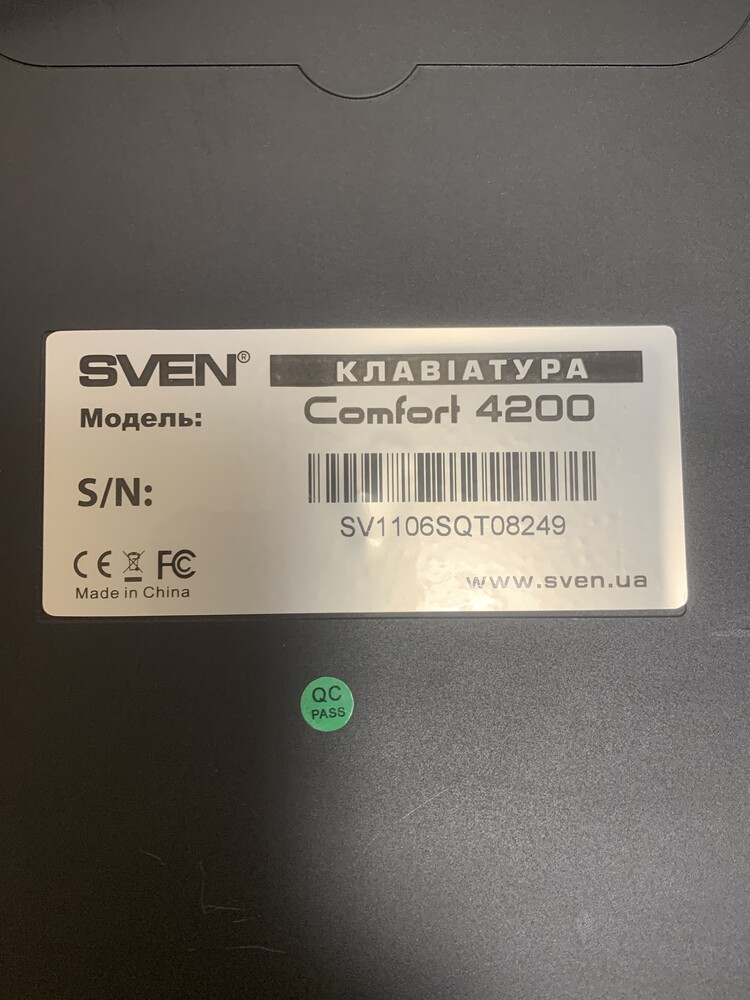 SVEN® КЛАВІАТУРА
Модель: Comfort 4200
S/N:
SV1106SQT08249
CE FC
Made in China
www.sven.ua
QC
PASS